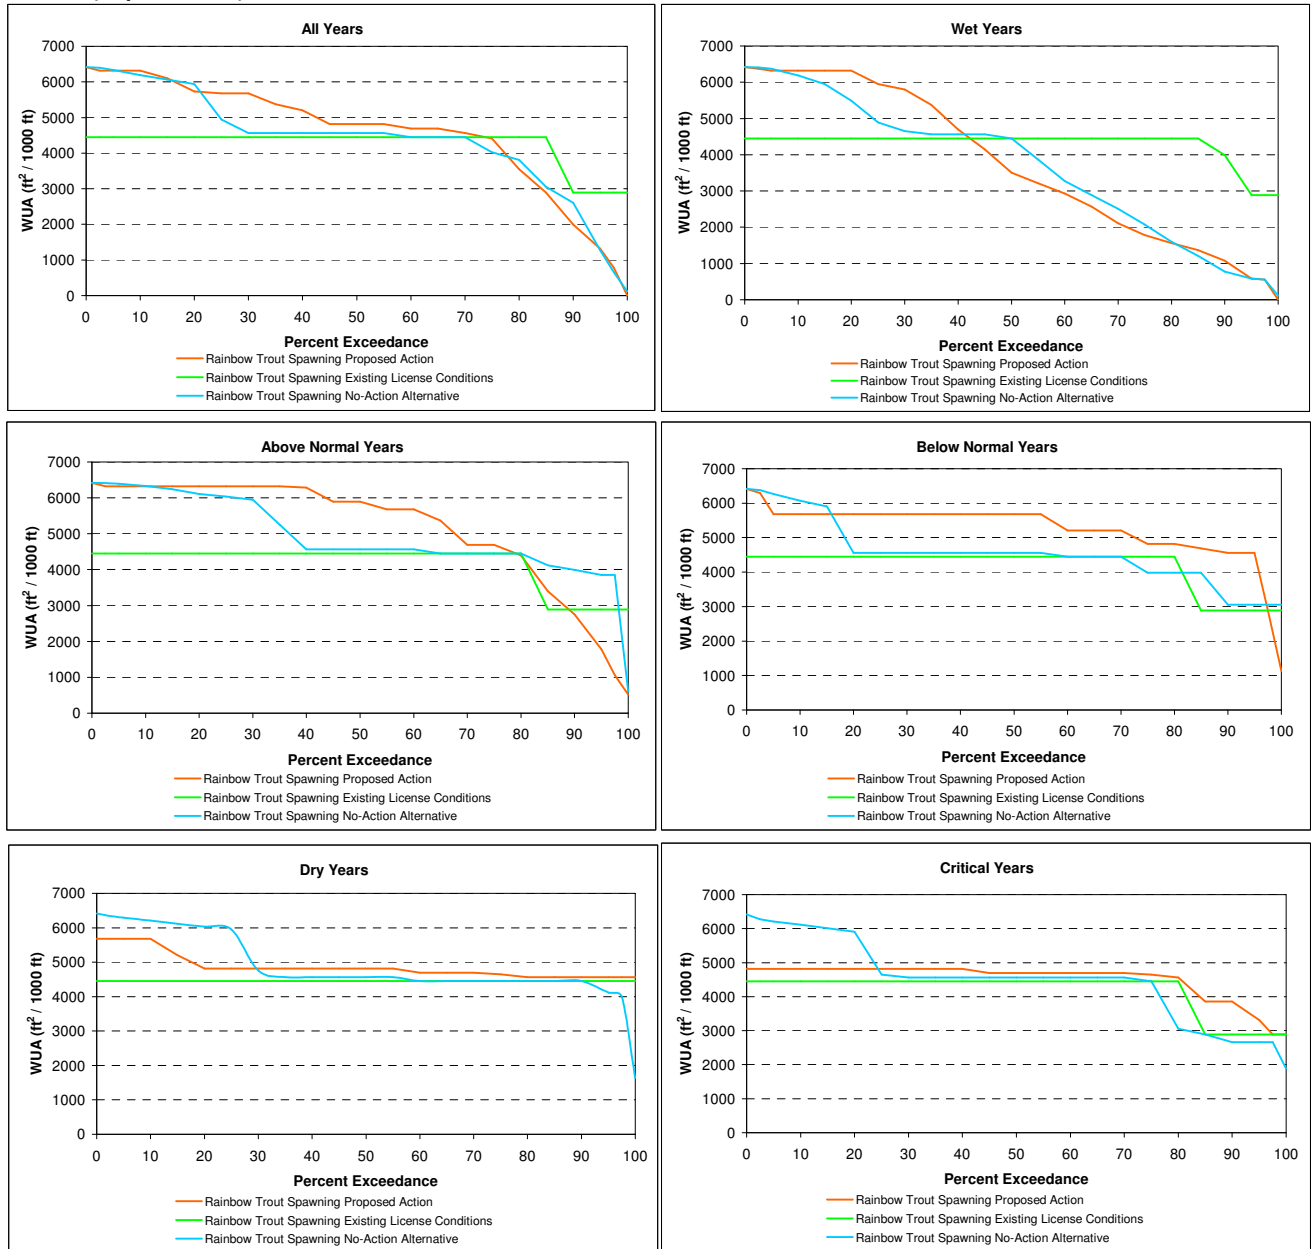 All Years
WUA (ft² / 1000 ft)
7000
6000
5000
4000
3000
2000
1000
0
0 10 20 30 40 50 60 70 80 90 100
Percent Exceedance
Rainbow Trout Spawning Proposed Action
Rainbow Trout Spawning Existing License Conditions
Rainbow Trout Spawning No-Action Alternative
Wet Years
WUA (ft² / 1000 ft)
7000
6000
5000
4000
3000
2000
1000
0
0 10 20 30 40 50 60 70 80 90 100
Percent Exceedance
Rainbow Trout Spawning Proposed Action
Rainbow Trout Spawning Existing License Conditions
Rainbow Trout Spawning No-Action Alternative
Above Normal Years
WUA (ft² / 1000 ft)
7000
6000
5000
4000
3000
2000
1000
0
0 10 20 30 40 50 60 70 80 90 100
Percent Exceedance
Rainbow Trout Spawning Proposed Action
Rainbow Trout Spawning Existing License Conditions
Rainbow Trout Spawning No-Action Alternative
Below Normal Years
WUA (ft² / 1000 ft)
7000
6000
5000
4000
3000
2000
1000
0
0 10 20 30 40 50 60 70 80 90 100
Percent Exceedance
Rainbow Trout Spawning Proposed Action
Rainbow Trout Spawning Existing License Conditions
Rainbow Trout Spawning No-Action Alternative
Dry Years
WUA (ft² / 1000 ft)
7000
6000
5000
4000
3000
2000
1000
0
0 10 20 30 40 50 60 70 80 90 100
Percent Exceedance
Rainbow Trout Spawning Proposed Action
Rainbow Trout Spawning Existing License Conditions
Rainbow Trout Spawning No-Action Alternative
Critical Years
WUA (ft² / 1000 ft)
7000
6000
5000
4000
3000
2000
1000
0
0 10 20 30 40 50 60 70 80 90 100
Percent Exceedance
Rainbow Trout Spawning Proposed Action
Rainbow Trout Spawning Existing License Conditions
Rainbow Trout Spawning No-Action Alternative